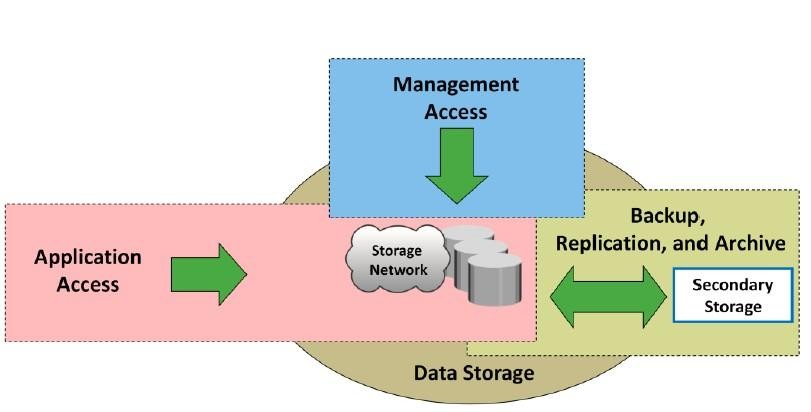 Management
Access
Application
Access
Storage
Network
Backup,
Replication, and Archive
Secondary
Storage
Data Storage